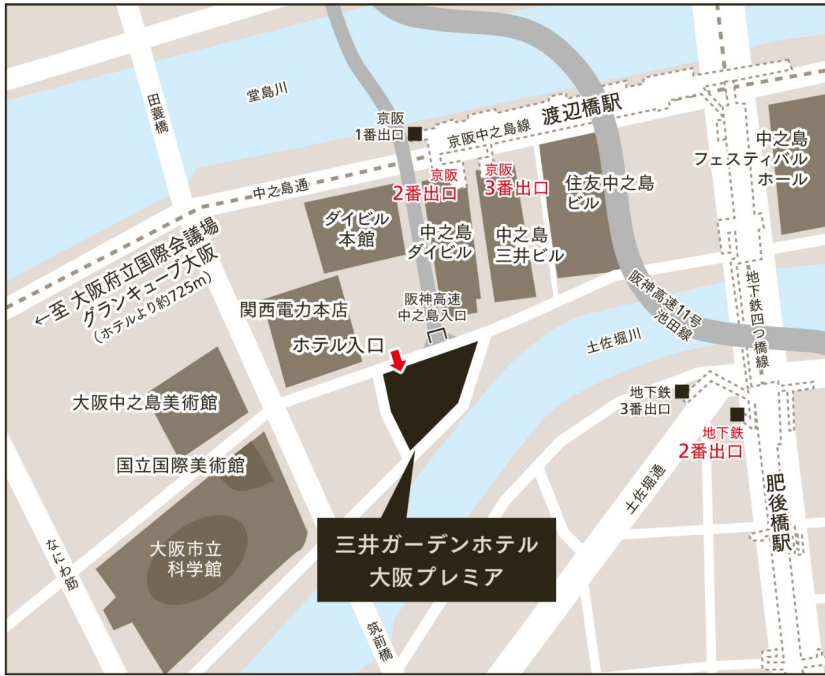 田蓑橋
堂島川
京阪
1番出口
京阪中之島線
渡辺橋駅
中之島
フェスティバル
ホール
中之島通
京阪
2番出口
京阪
3番出口
住友中之島
ビル
ダイビル
本館
中之島
ダイビル
中之島
三井ビル
←至 大阪府立国際会議場
グランキューブ大阪
(ホテルより約725m)
関西電力本店
阪神高速
中之島入口
ホテル入口
阪神高速11号
池田線
地下鉄四つ橋線
土佐堀川
大阪中之島美術館
地下鉄
3番出口
地下鉄
2番出口
国立国際美術館
土佐堀通
肥後橋駅
大阪市立
科学館
三井ガーデンホテル
大阪プレミア
なにわ筋
筑前橋